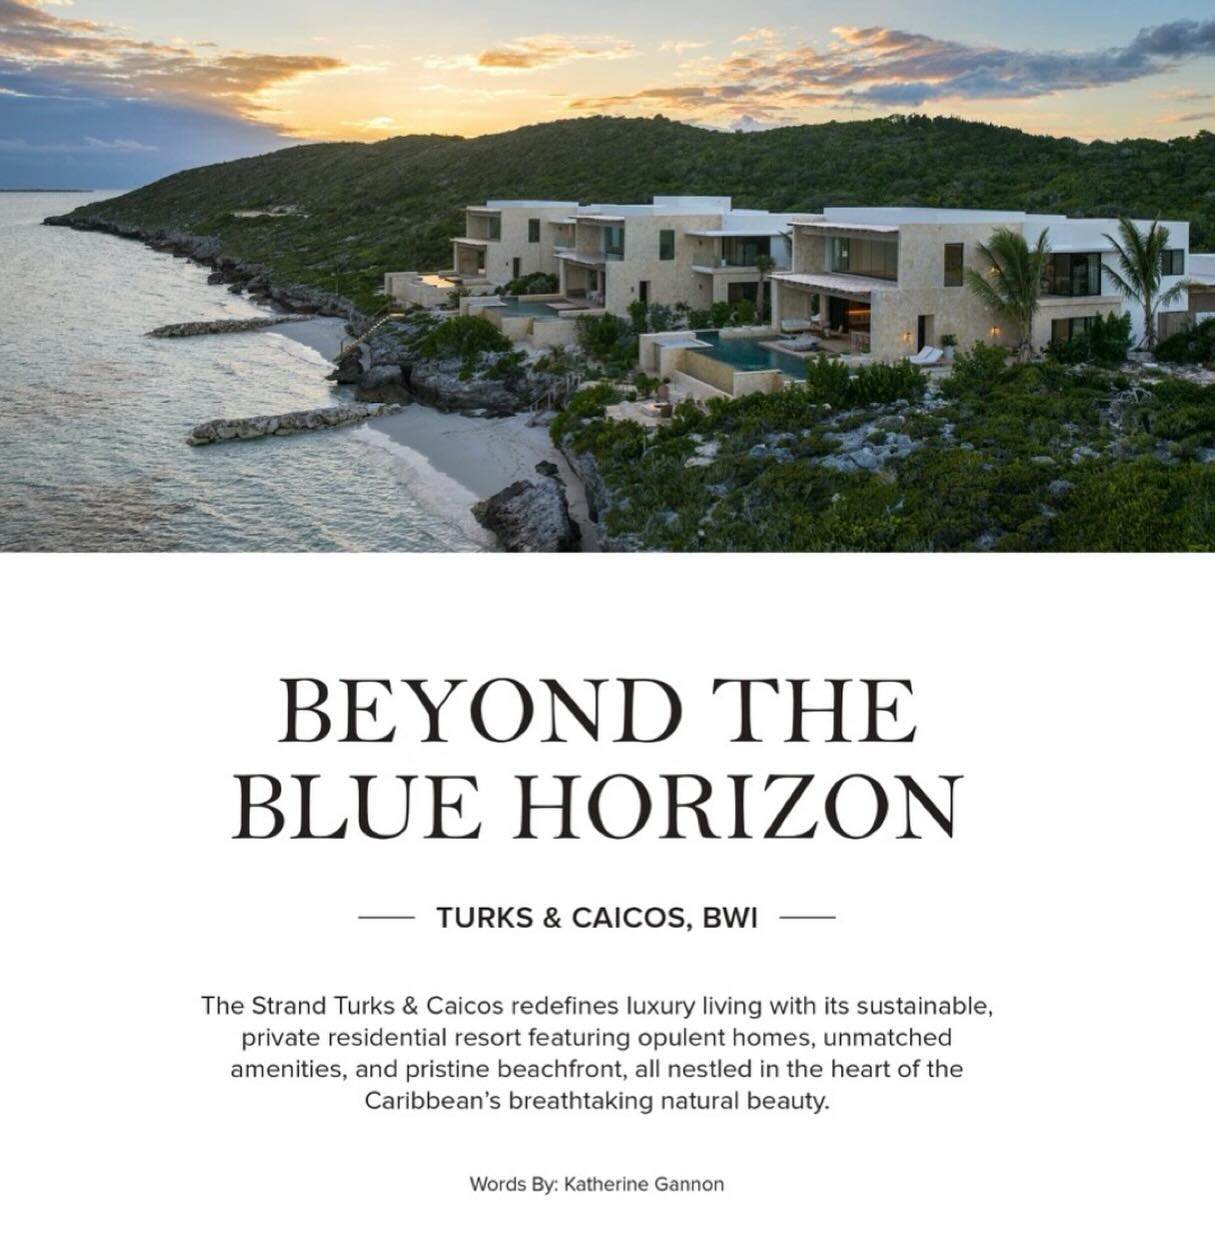 BEYOND THE
BLUE HORIZON
TURKS & CAICOS, BWI
The Strand Turks & Caicos redefines luxury living with its sustainable,
private residential resort featuring opulent homes, unmatched
amenities, and pristine beachfront, all nestled in the heart of the
Caribbean’s breathtaking natural beauty.
Words By: Katherine Gannon